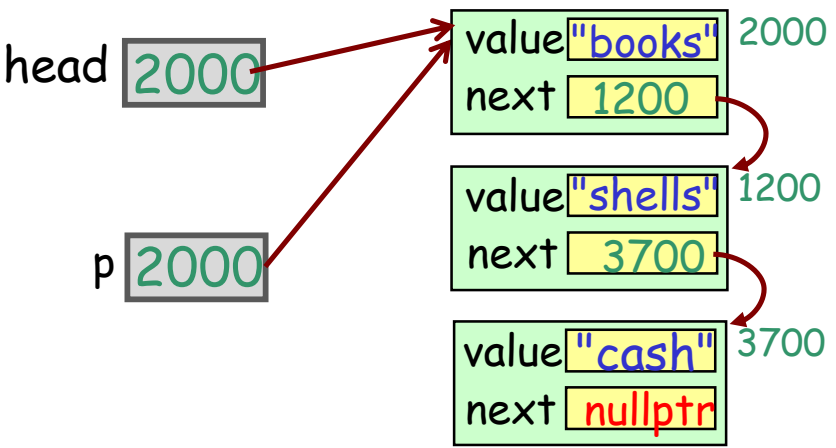 head 2000
p 2000
value "books" 2000
next 1200
value "shells" 1200
next 3700
value "cash" 3700
next nullptr